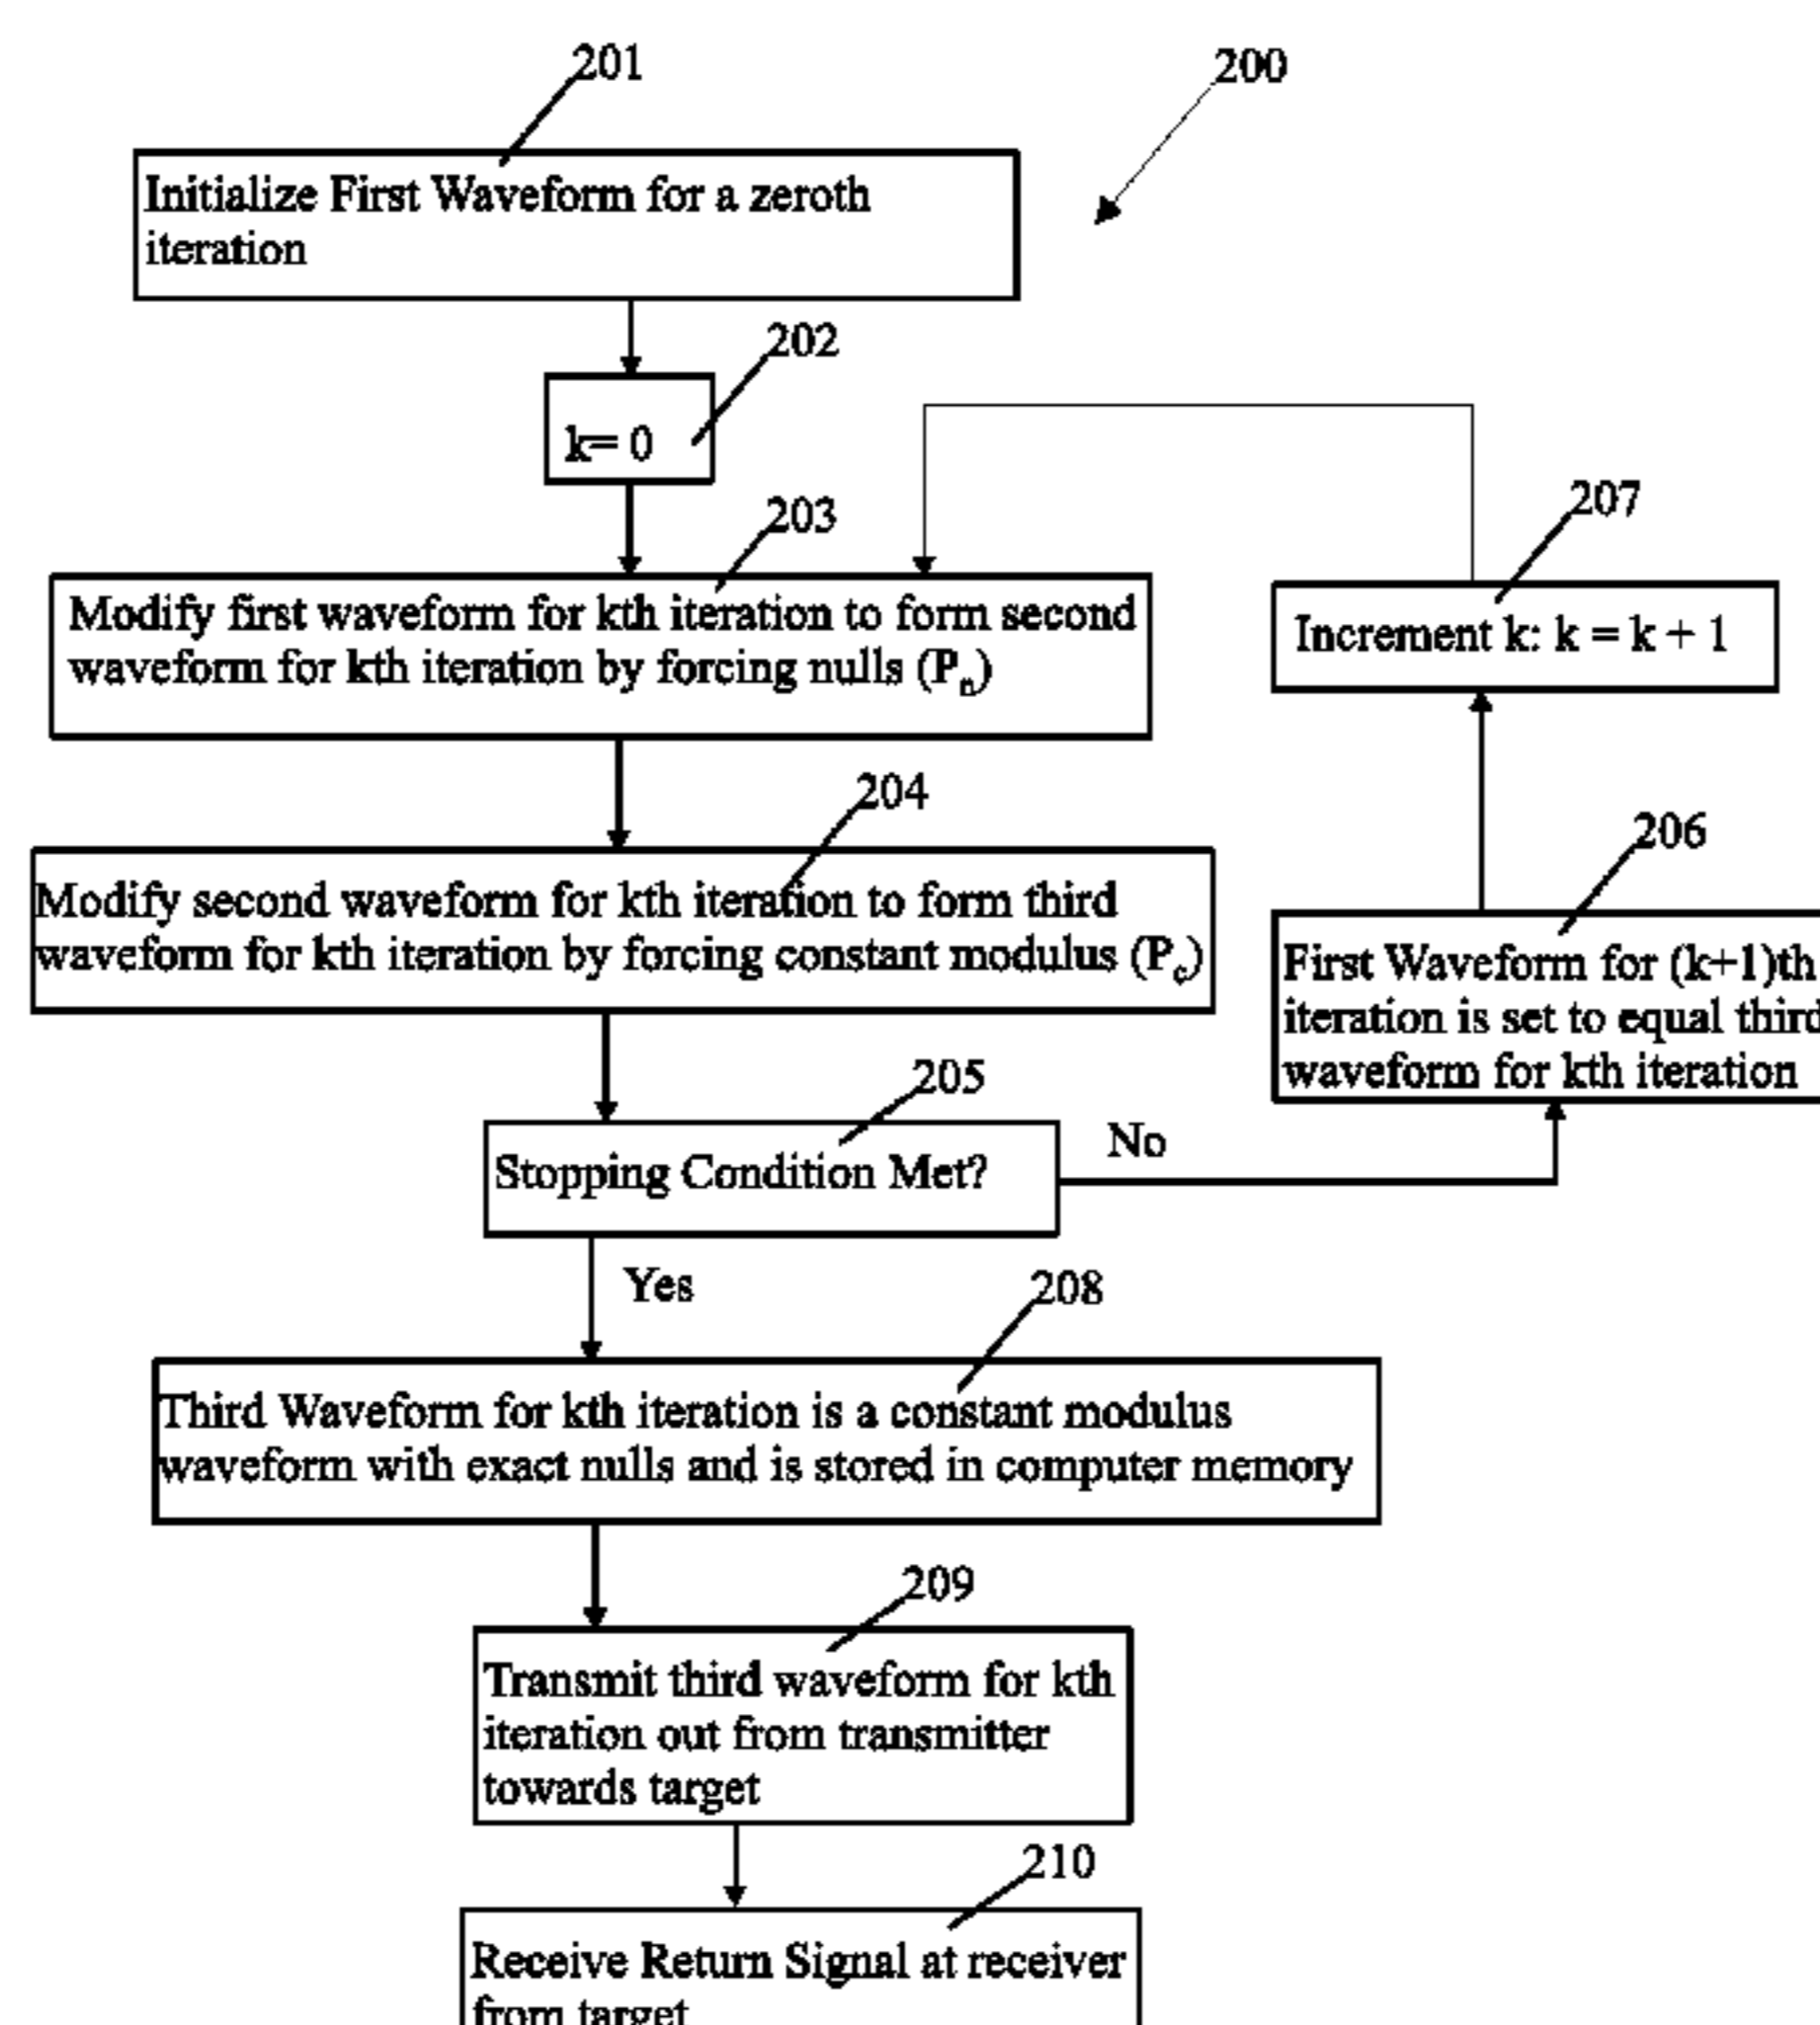 201
200
Initialize First Waveform for a zeroth
iteration
202
k= 0
203
207
Modify first waveform for kth iteration to form second
waveform for kth iteration by forcing nulls (Pn)
Increment k: k = k + 1
204
206
Modify second waveform for kth iteration to form third
waveform for kth iteration by forcing constant modulus (Pc)
First Waveform for (k+1)th
iteration is set to equal third
waveform for kth iteration
205
Stopping Condition Met?
No
Yes
208
Third Waveform for kth iteration is a constant modulus
waveform with exact nulls and is stored in computer memory
209
Transmit third waveform for kth
iteration out from transmitter
towards target
210
Receive Return Signal at receiver
from target